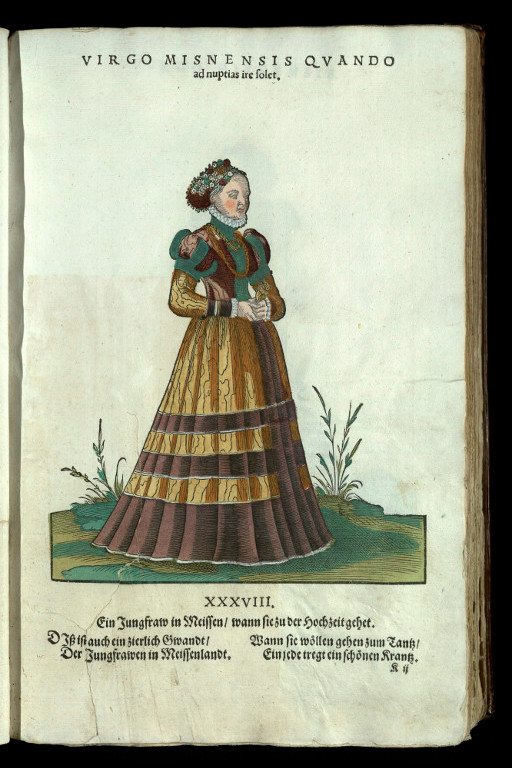 VIRGO MISNENSIS QVANDO
ad nuptias ire ſolet.
XXXVIII.
Ein Jungfraw in Meiſſen/ wann ſie zu der Hochzeit gehet.
DIß iſt auch ein zierlich Gwandt/
Der Jungfrawen in Meiſſenlandt.
Wann ſie wöllen gehen zum Tantz/
Ein jede tregt ein ſchönen Krantz.
K ij